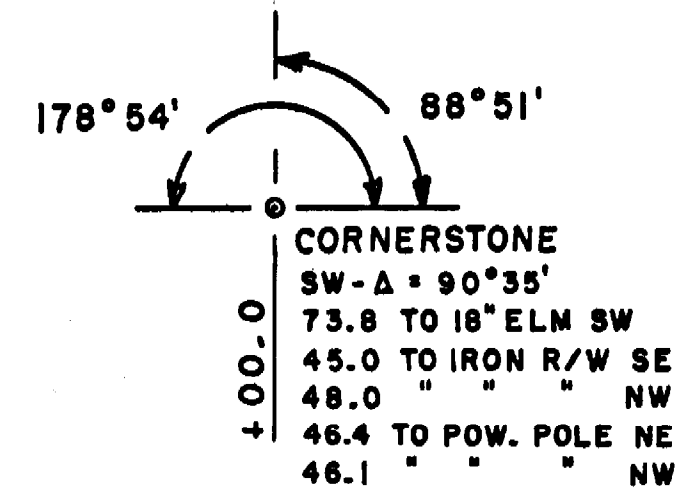 178°54'
88°51'
CORNERSTONE
SW-Δ = 90°35'
73.8 TO 18" ELM SW
45.0 TO IRON R/W SE
48.0 " " " NW
46.4 TO POW. POLE NE
46.1 " " " NW
+00.0